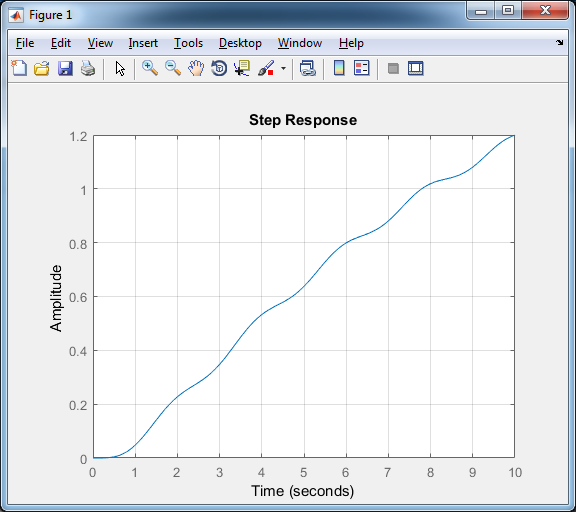 Figure 1
File Edit View Insert Tools Desktop Window Help
Step Response
1.2
1
0.8
0.6
0.4
0.2
0
Amplitude
0 1 2 3 4 5 6 7 8 9 10
Time (seconds)